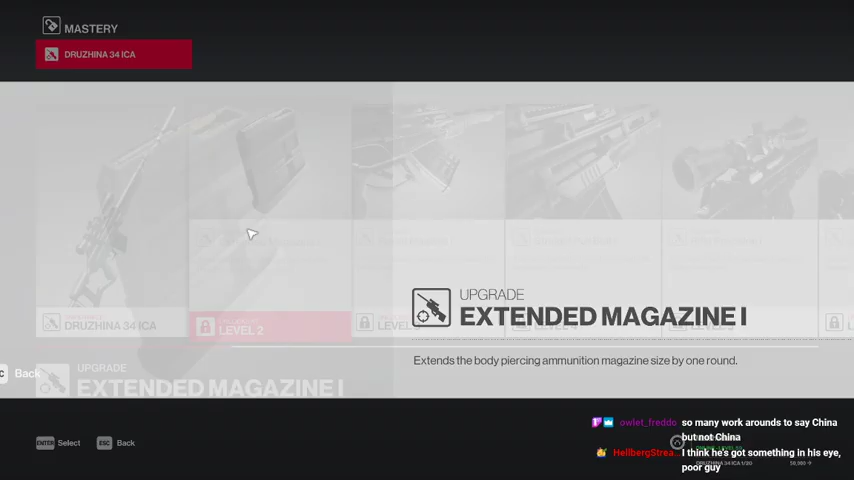 MASTERY
DRUZHINA 34 ICA
DRUZHINA 34 ICA
LEVEL 2
UPGRADE
EXTENDED MAGAZINE I
Extends the body piercing ammunition magazine size by one round.
Back
UPGRADE
EXTENDED MAGAZINE I
ENTER Select
ESC Back
owlet_freddo so many work arounds to say China
but not China
HellbergStrea... I think he's got something in his eye,
poor guy